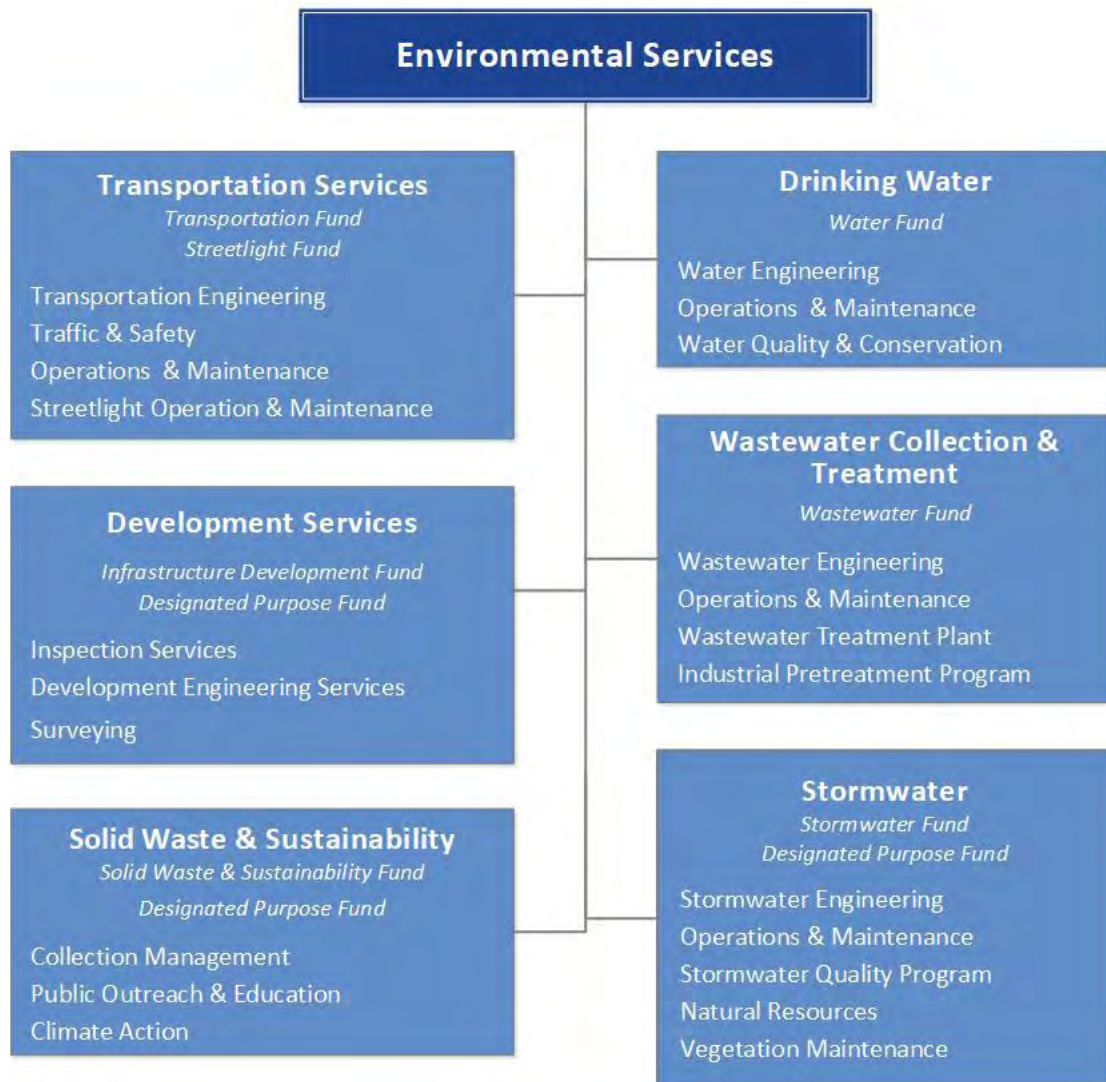 Environmental Services
Transportation Services
Transportation Fund
Streetlight Fund
Transportation Engineering
Traffic & Safety
Operations & Maintenance
Streetlight Operation & Maintenance
Drinking Water
Water Fund
Water Engineering
Operations & Maintenance
Water Quality & Conservation
Development Services
Infrastructure Development Fund
Designated Purpose Fund
Inspection Services
Development Engineering Services
Surveying
Wastewater Collection &
Treatment
Wastewater Fund
Wastewater Engineering
Operations & Maintenance
Wastewater Treatment Plant
Industrial Pretreatment Program
Solid Waste & Sustainability
Solid Waste & Sustainability Fund
Designated Purpose Fund
Collection Management
Public Outreach & Education
Climate Action
Stormwater
Stormwater Fund
Designated Purpose Fund
Stormwater Engineering
Operations & Maintenance
Stormwater Quality Program
Natural Resources
Vegetation Maintenance